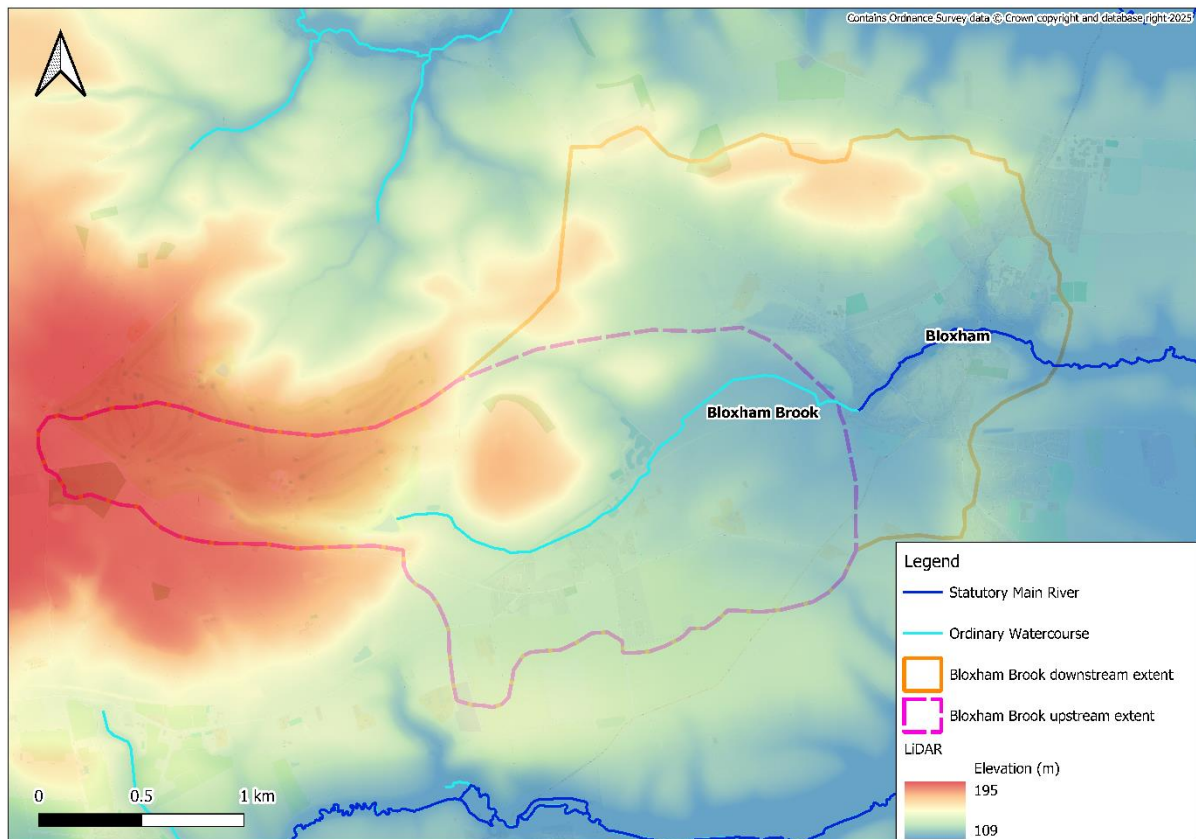 Contains Ordnance Survey data © Crown copyright and database right 2025
Bloxham
Bloxham Brook
Legend
Statutory Main River
Ordinary Watercourse
Bloxham Brook downstream extent
Bloxham Brook upstream extent
LiDAR
Elevation (m)
195
109
0 0.5 1 km